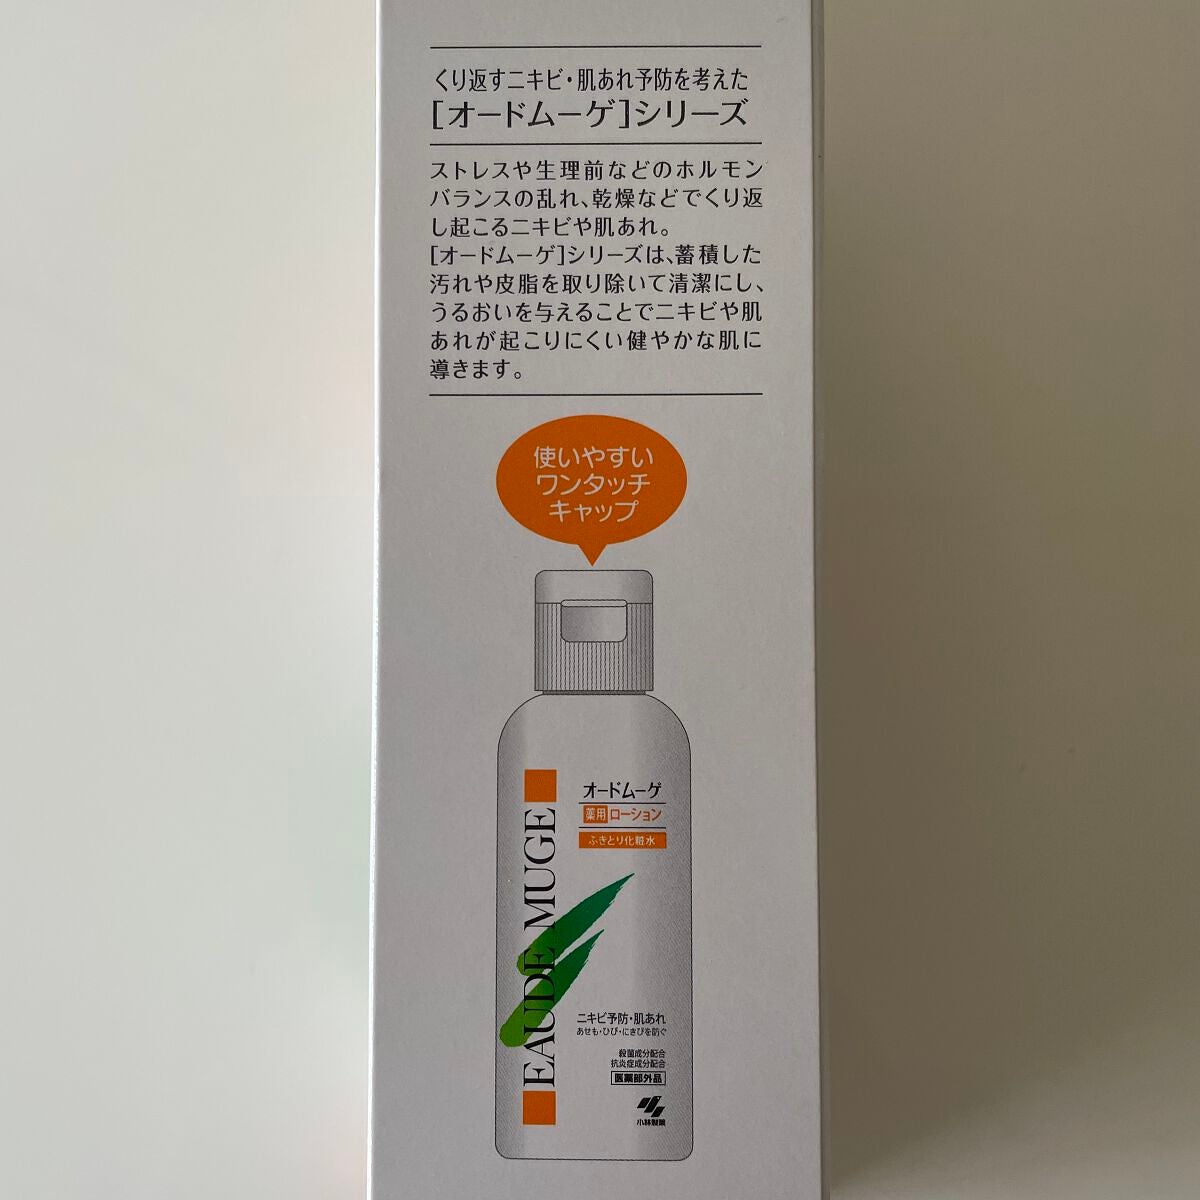 くり返すニキビ・肌あれ予防を考えた
[オードムーゲ]シリーズ
ストレスや生理前などのホルモン
バランスの乱れ、乾燥などでくり返
し起こるニキビや肌あれ。
[オードムーゲ]シリーズは、蓄積した
汚れや皮脂を取り除いて清潔にし、
うるおいを与えることでニキビや肌
あれが起こりにくい健やかな肌に
導きます。
使いやすい
ワンタッチ
キャップ
EAUDE MUGE
オードムーゲ
薬用ローション
ふきとり化粧水
ニキビ予防・肌あれ
あせも・ひび・にきびを防ぐ
殺菌成分配合
抗炎症成分配合
医薬部外品
小林製薬